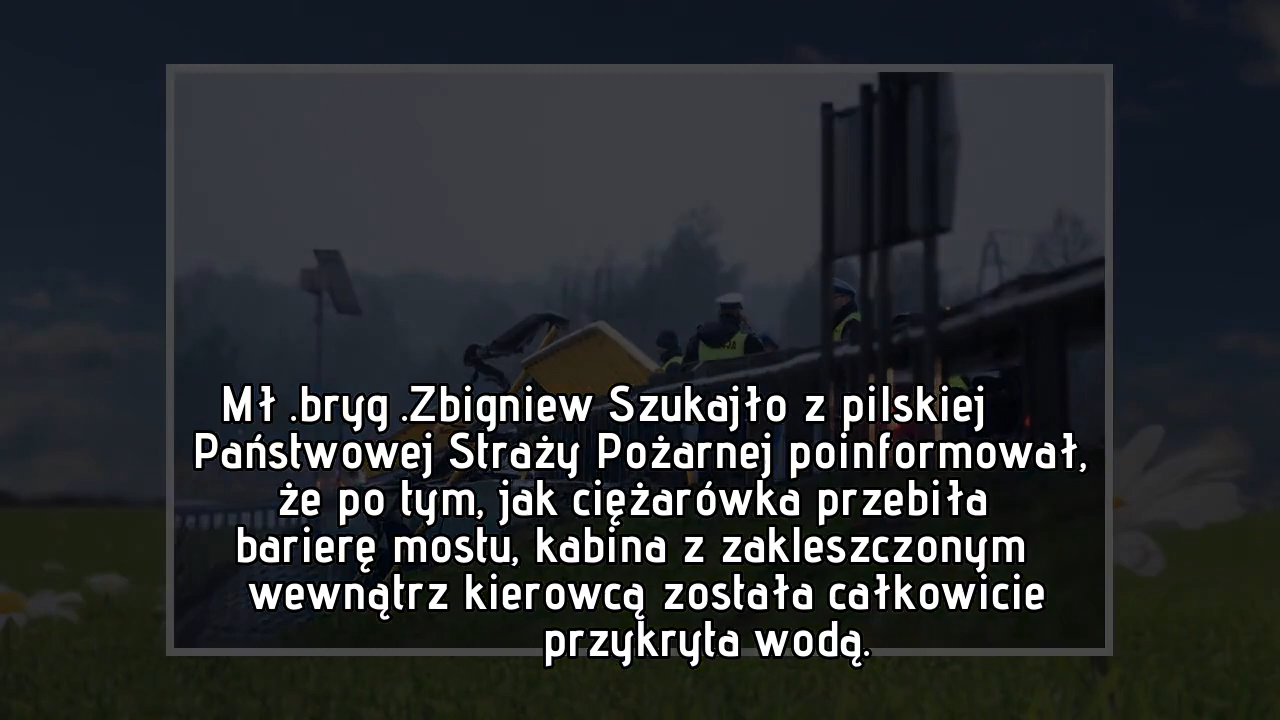 Mł .bryg .Zbigniew Szukajło z pilskiej
Państwowej Straży Pożarnej poinformował,
że po tym, jak ciężarówka przebiła
barierę mostu, kabina z zakleszczonym
wewnątrz kierowcą została całkowicie
przykryta wodą.